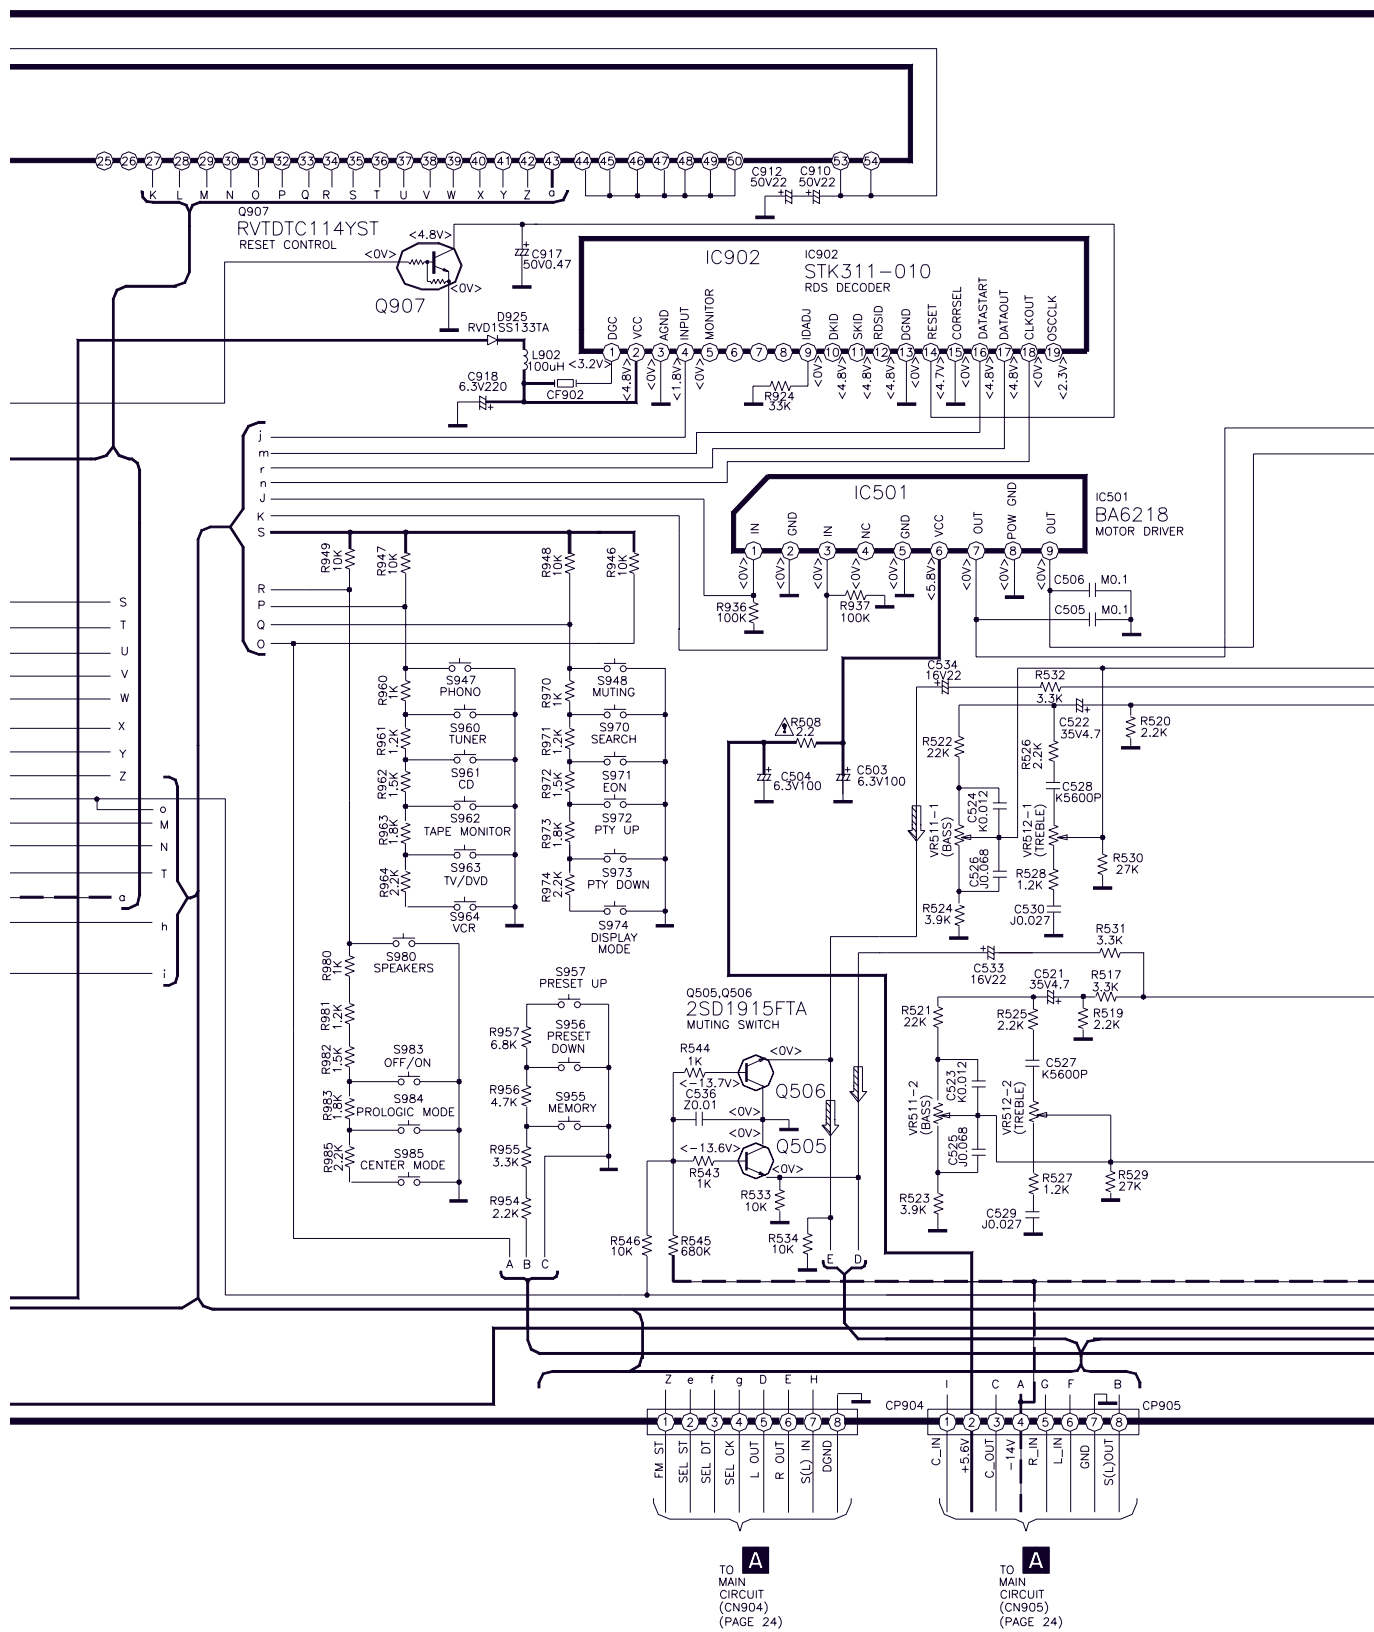 25 26 27 28 29 30 31 32 33 34 35 36 37 38 39 40 41 42 43 44 45 46 47 48 49 50 53 54
K L M N O P Q R S T U V W X Y Z a
C912
50V22
C910
50V22
Q907
RVTDTC114YST
RESET CONTROL
<4.8V>
<0V>
<0V>
Q907
C917
50V0.47
IC902
IC902
STK311-010
RDS DECODER
DGC
VCC
AGND
INPUT
MONITOR
IDADJ
DKID
SKID
RDSID
DGND
RESET
CORRSEL
DATASTART
DATAOUT
CLKOUT
OSCCLK
1 2 3 4 5 6 7 8 9 10 11 12 13 14 15 16 17 18 19
<3.2V>
<4.8V>
<0V>
<1.8V>
<0V>
<0V>
<4.8V>
<4.8V>
<0V>
<4.7V>
<0V>
<4.8V>
<4.8V>
<0V>
<2.3V>
D925
RVD1SS133TA
L902
100uH
C918
6.3V220
CF902
R924
33K
j
m
r
n
J
K
S
R
P
Q
O
IC501
IC501
BA6218
MOTOR DRIVER
IN
GND
IN
NC
GND
VCC
OUT
POW GND
OUT
1 2 3 4 5 6 7 8 9
<0V>
<0V>
<0V>
<0V>
<0V>
<5.8V>
<0V>
<0V>
<0V>
R936
100K
R937
100K
C506 M0.1
C505 M0.1
R949
10K
R947
10K
R948
10K
R946
10K
S
T
U
V
W
X
Y
Z
o
M
N
T
a
h
i
R960
1K
R961
1.2K
R962
1.5K
R963
1.8K
R964
2.2K
S947
PHONO
S960
TUNER
S961
CD
S962
TAPE MONITOR
S963
TV/DVD
S964
VCR
R970
1K
R971
1.2K
R972
1.5K
R973
1.8K
R974
2.2K
S948
MUTING
S970
SEARCH
S971
EON
S972
PTY UP
S973
PTY DOWN
S974
DISPLAY
MODE
R508
2.2
C504
6.3V100
C503
6.3V100
C534
16V22
R532
3.3K
C522
35V4.7
R520
2.2K
R522
22K
R526
2.2K
C528
K5600P
C524
K0.012
VR511-1
(BASS)
C526
J0.068
VR512-1
(TREBLE)
R528
1.2K
R530
27K
R524
3.9K
C530
J0.027
R531
3.3K
C533
16V22
C521
35V4.7
R517
3.3K
R521
22K
R525
2.2K
R519
2.2K
C527
K5600P
C523
K0.012
VR511-2
(BASS)
C525
J0.068
VR512-2
(TREBLE)
R527
1.2K
R529
27K
R523
3.9K
C529
J0.027
R980
1K
R981
1.2K
R982
1.5K
R983
1.8K
R985
2.2K
S980
SPEAKERS
S983
OFF/ON
S984
PROLOGIC MODE
S985
CENTER MODE
S957
PRESET UP
S956
PRESET
DOWN
S955
MEMORY
R957
6.8K
R956
4.7K
R955
3.3K
R954
2.2K
A B C
Q505,Q506
2SD1915FTA
MUTING SWITCH
R544
1K
<0V>
<-13.7V>
C536
Z0.01
Q506
<0V>
<0V>
<-13.6V>
Q505
R543
1K
<0V>
R533
10K
R546
10K
R545
680K
R534
10K
E D
Z e f g D E H
CP904
1 2 3 4 5 6 7 8
FM ST
SEL ST
SEL DT
SEL CK
L OUT
R OUT
S(L) IN
DGND
I C A G F B
CP905
1 2 3 4 5 6 7 8
C_IN
+5.6V
C_OUT
-14V
R_IN
L_IN
GND
S(L)OUT
A
TO
MAIN
CIRCUIT
(CN904)
(PAGE 24)
A
TO
MAIN
CIRCUIT
(CN905)
(PAGE 24)